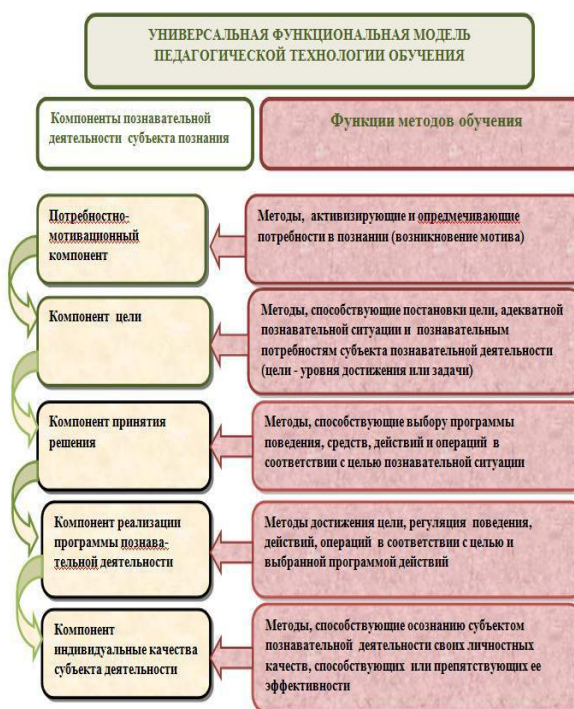 УНИВЕРСАЛЬНАЯ ФУНКЦИОНАЛЬНАЯ МОДЕЛЬ
ПЕДАГОГИЧЕСКОЙ ТЕХНОЛОГИИ ОБУЧЕНИЯ
Компоненты познавательной
деятельности субъекта познания
Функции методов обучения
Потребностно-
мотивационный
компонент
Методы, активизирующие и опредмечивающие
потребности в познании (возникновение мотива)
Компонент цели
Методы, способствующие постановки цели, адекватной
познавательной ситуации и познавательным
потребностям субъекта познавательной деятельности
(цели - уровня достижения или задачи)
Компонент принятия
решения
Методы, способствующие выбору программы
поведения, средств, действий и операций в
соответствии с целью познавательной ситуации
Компонент реализации
программы познава-
тельной деятельности
Методы достижения цели, регуляция поведения,
действий, операций в соответствии с целью и
выбранной программой действий
Компонент
индивидуальные качества
субъекта деятельности
Методы, способствующие осознанию субъектом
познавательной деятельности своих личностных
качеств, способствующих или препятствующих ее
эффективности